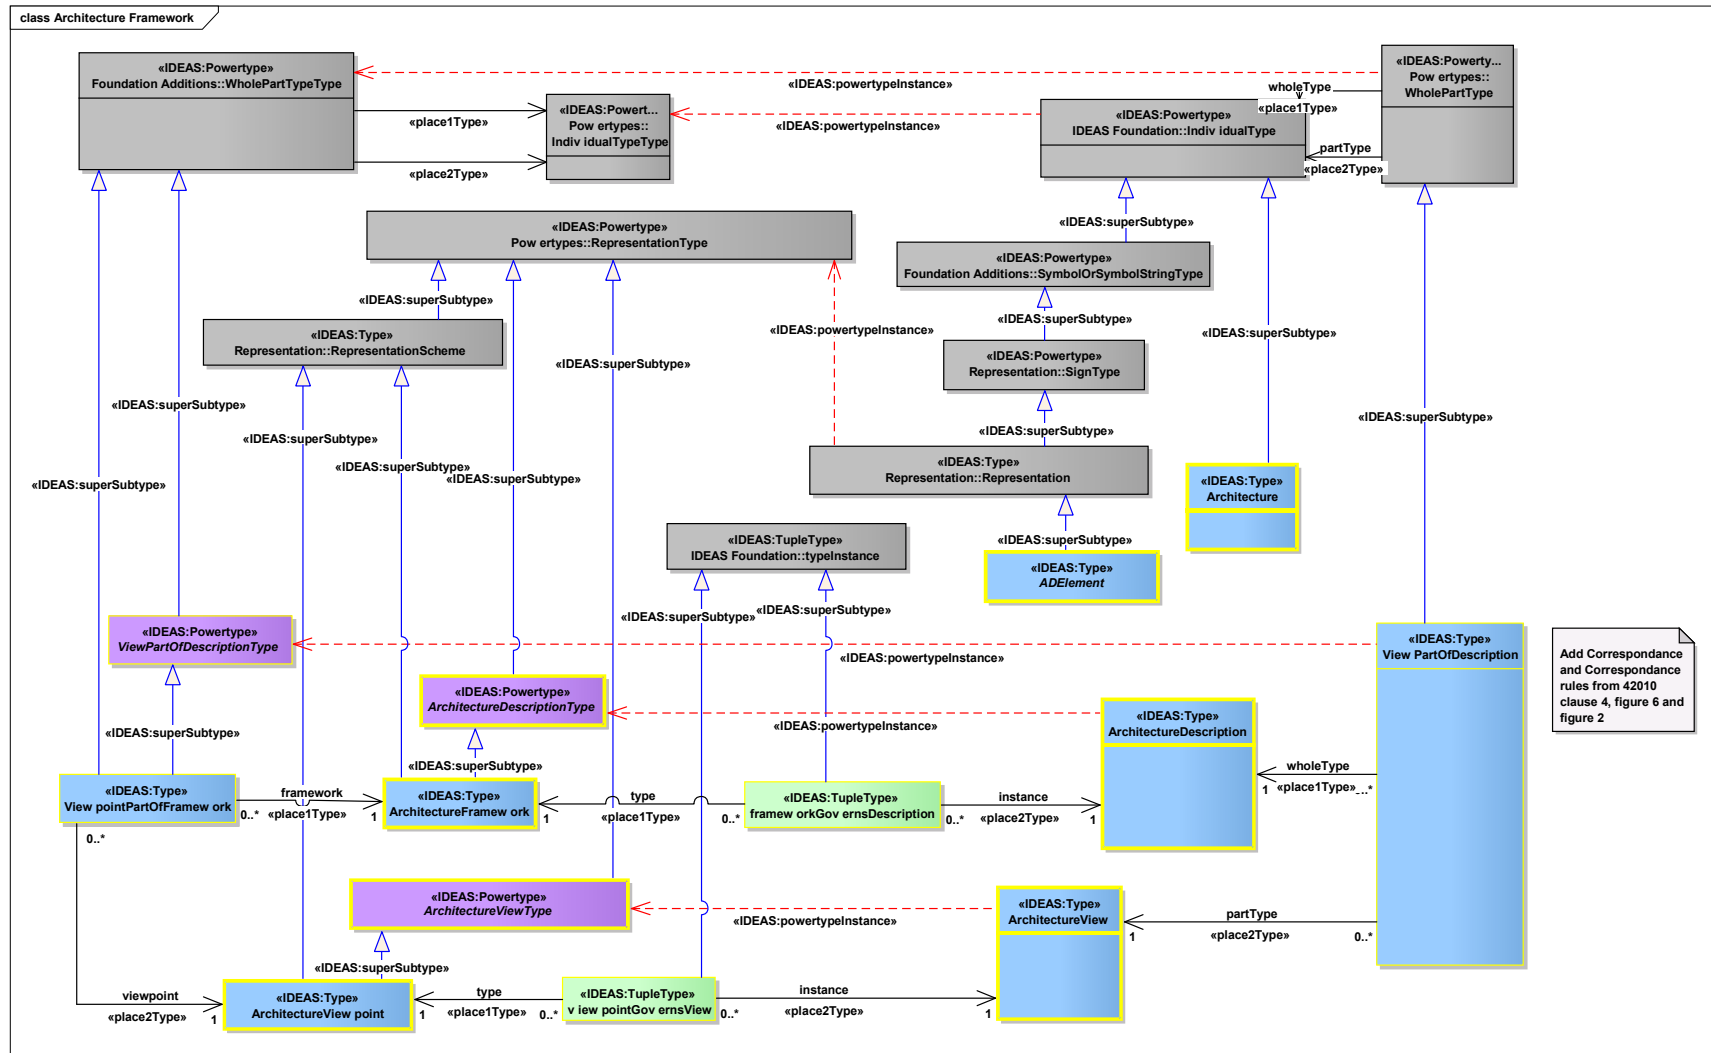 class Architecture Framework
«IDEAS:Powertype»
Foundation Additions::WholePartTypeType
«IDEAS:powertypeInstance»
«IDEAS:Powerty...
Pow ertypes::
WholePartType
wholeType
«place1Type»
«IDEAS:Powert...
Pow ertypes::
Indiv idualTypeType
«place1Type»
«place2Type»
«IDEAS:powertypeInstance»
«IDEAS:Powertype»
IDEAS Foundation::Indiv idualType
partType
«place2Type»
«IDEAS:Powertype»
Pow ertypes::RepresentationType
«IDEAS:superSubtype»
«IDEAS:Powertype»
Foundation Additions::SymbolOrSymbolStringType
«IDEAS:superSubtype»
«IDEAS:Type»
Representation::RepresentationScheme
«IDEAS:powertypeInstance»
«IDEAS:superSubtype»
«IDEAS:superSubtype»
«IDEAS:Powertype»
Representation::SignType
«IDEAS:superSubtype»
«IDEAS:superSubtype»
«IDEAS:superSubtype»
«IDEAS:superSubtype»
«IDEAS:superSubtype»
«IDEAS:superSubtype»
«IDEAS:superSubtype»
«IDEAS:superSubtype»
«IDEAS:superSubtype»
«IDEAS:Type»
Representation::Representation
«IDEAS:Type»
Architecture
«IDEAS:TupleType»
IDEAS Foundation::typeInstance
«IDEAS:superSubtype»
«IDEAS:Type»
ADElement
«IDEAS:superSubtype»
«IDEAS:superSubtype»
«IDEAS:Powertype»
ViewPartOfDescriptionType
«IDEAS:powertypeInstance»
«IDEAS:Type»
View PartOfDescription
Add Correspondance
and Correspondance
rules from 42010
clause 4, figure 6 and
figure 2
«IDEAS:superSubtype»
«IDEAS:Powertype»
ArchitectureDescriptionType
«IDEAS:powertypeInstance»
«IDEAS:Type»
ArchitectureDescription
«IDEAS:superSubtype»
wholeType
1
«place1Type»
..*
«IDEAS:Type»
View pointPartOfFramew ork
0..*
framework
«place1Type»
0..*
1
«IDEAS:Type»
ArchitectureFramew ork
1
type
«place1Type»
0..*
«IDEAS:TupleType»
framew orkGov ernsDescription
0..*
instance
«place2Type»
1
«IDEAS:Powertype»
ArchitectureViewType
«IDEAS:powertypeInstance»
«IDEAS:Type»
ArchitectureView
partType
1
«place2Type»
0..*
«IDEAS:superSubtype»
viewpoint
«place2Type»
1
«IDEAS:Type»
ArchitectureView point
1
type
«place1Type»
0..*
«IDEAS:TupleType»
v iew pointGov ernsView
0..*
instance
«place2Type»
1